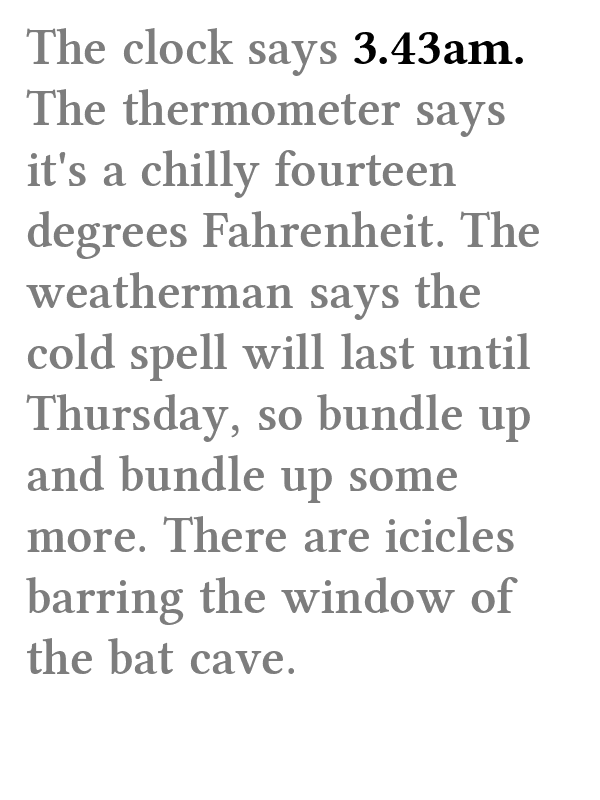 The clock says 3.43am.
The thermometer says
it's a chilly fourteen
degrees Fahrenheit. The
weatherman says the
cold spell will last until
Thursday, so bundle up
and bundle up some
more. There are icicles
barring the window of
the bat cave.